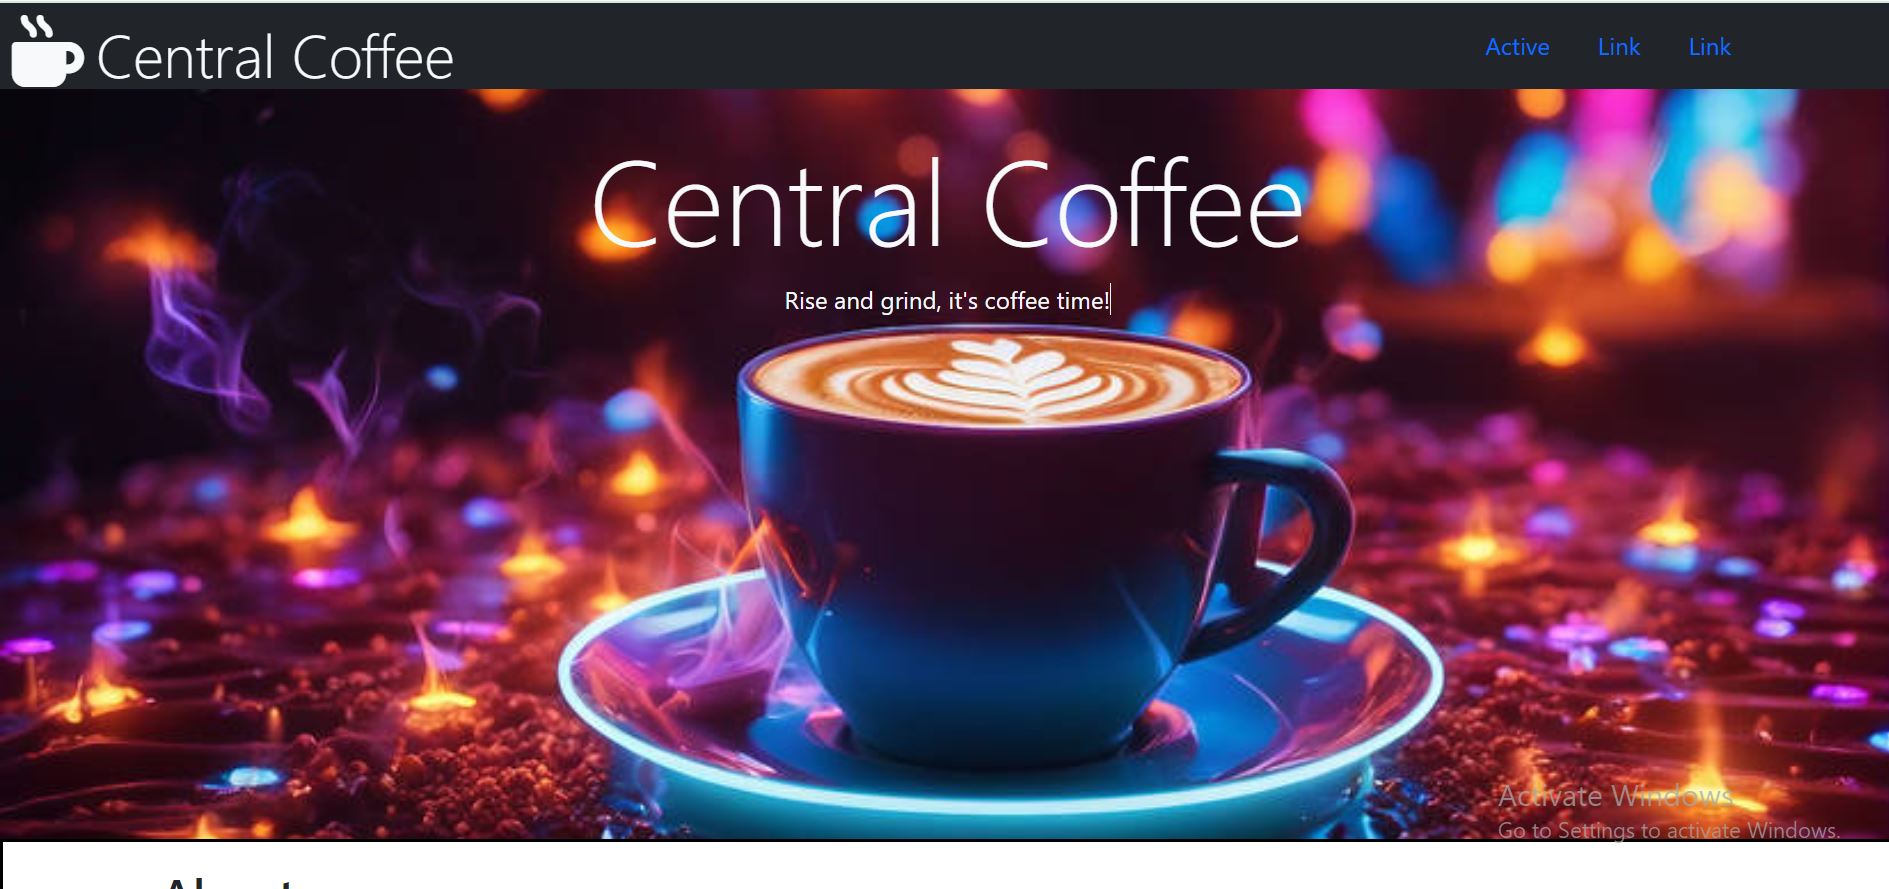 Central Coffee
Active
Link
Link
Central Coffee
Rise and grind, it's coffee time!
Activate Windows
Go to Settings to activate Windows.
About